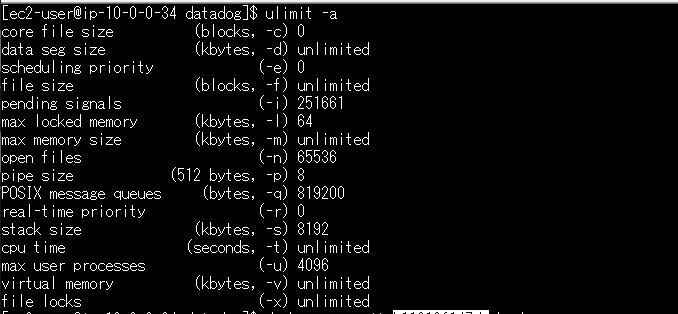 [ec2-user@ip-10-0-0-34 datadog]$ ulimit -a
core file size (blocks, -c) 0
data seg size (kbytes, -d) unlimited
scheduling priority (-e) 0
file size (blocks, -f) unlimited
pending signals (-i) 251661
max locked memory (kbytes, -l) 64
max memory size (kbytes, -m) unlimited
open files (-n) 65536
pipe size (512 bytes, -p) 8
POSIX message queues (bytes, -q) 819200
real-time priority (-r) 0
stack size (kbytes, -s) 8192
cpu time (seconds, -t) unlimited
max user processes (-u) 4096
virtual memory (kbytes, -v) unlimited
file locks (-x) unlimited